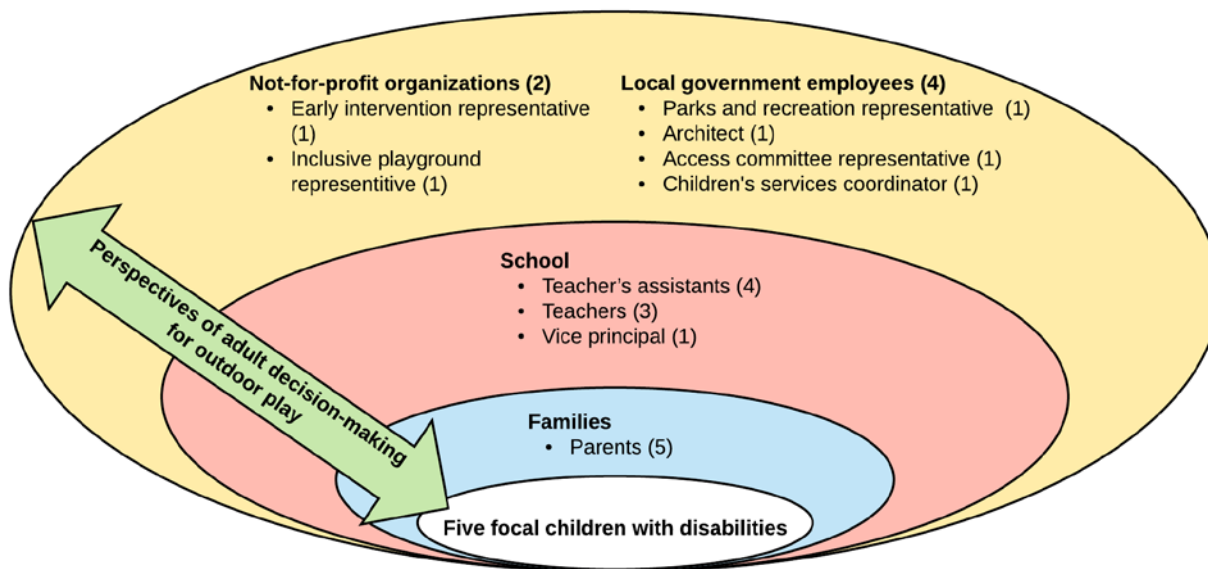 Not-for-profit organizations (2)
• Early intervention representative
(1)
• Inclusive playground
representitive (1)
Local government employees (4)
• Parks and recreation representative (1)
• Architect (1)
• Access committee representative (1)
• Children's services coordinator (1)
School
• Teacher’s assistants (4)
• Teachers (3)
• Vice principal (1)
Perspectives of adult decision-making
for outdoor play
Families
• Parents (5)
Five focal children with disabilities